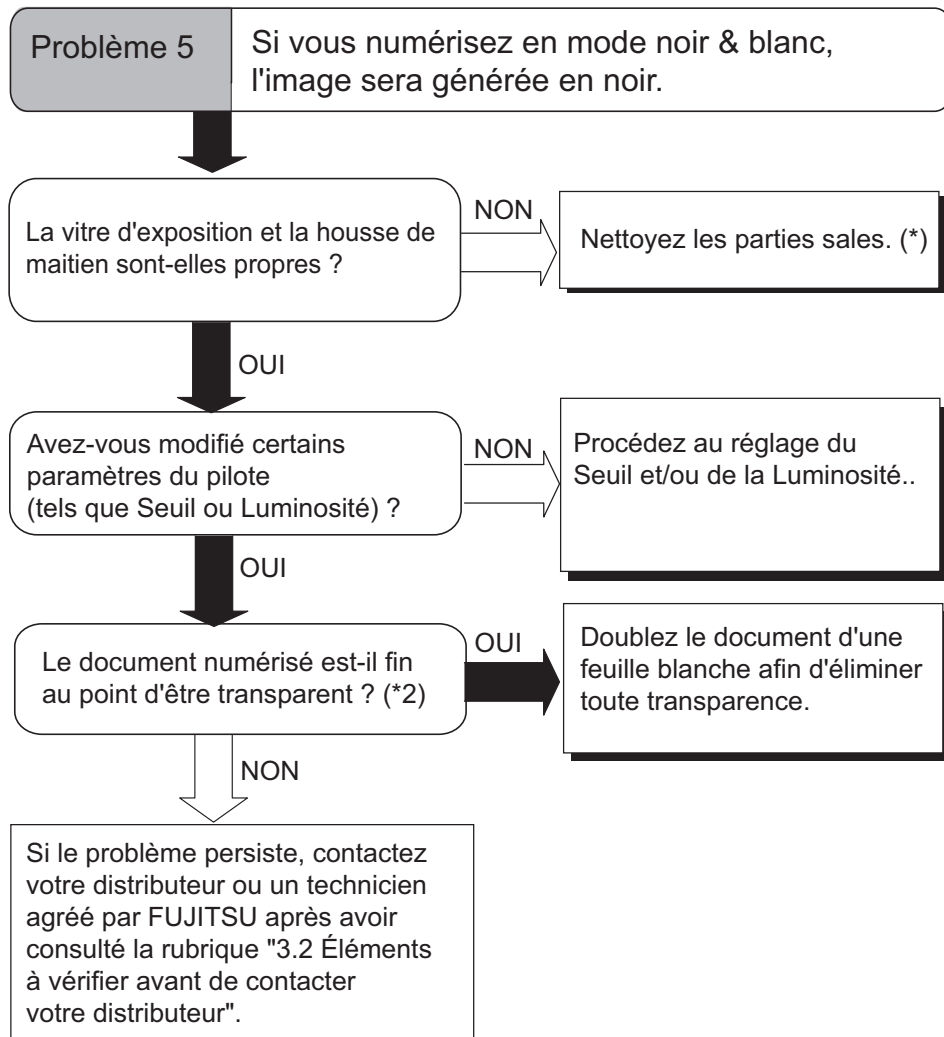 Problème 5
Si vous numérisez en mode noir & blanc,
l'image sera générée en noir.
La vitre d'exposition et la housse de
maitien sont-elles propres ?
NON
Nettoyez les parties sales. (*)
OUI
Avez-vous modifié certains
paramètres du pilote
(tels que Seuil ou Luminosité) ?
NON
Procédez au réglage du
Seuil et/ou de la Luminosité..
OUI
Le document numérisé est-il fin
au point d'être transparent ? (*2)
OUI
Doublez le document d'une
feuille blanche afin d'éliminer
toute transparence.
NON
Si le problème persiste, contactez
votre distributeur ou un technicien
agréé par FUJITSU après avoir
consulté la rubrique "3.2 Éléments
à vérifier avant de contacter
votre distributeur".